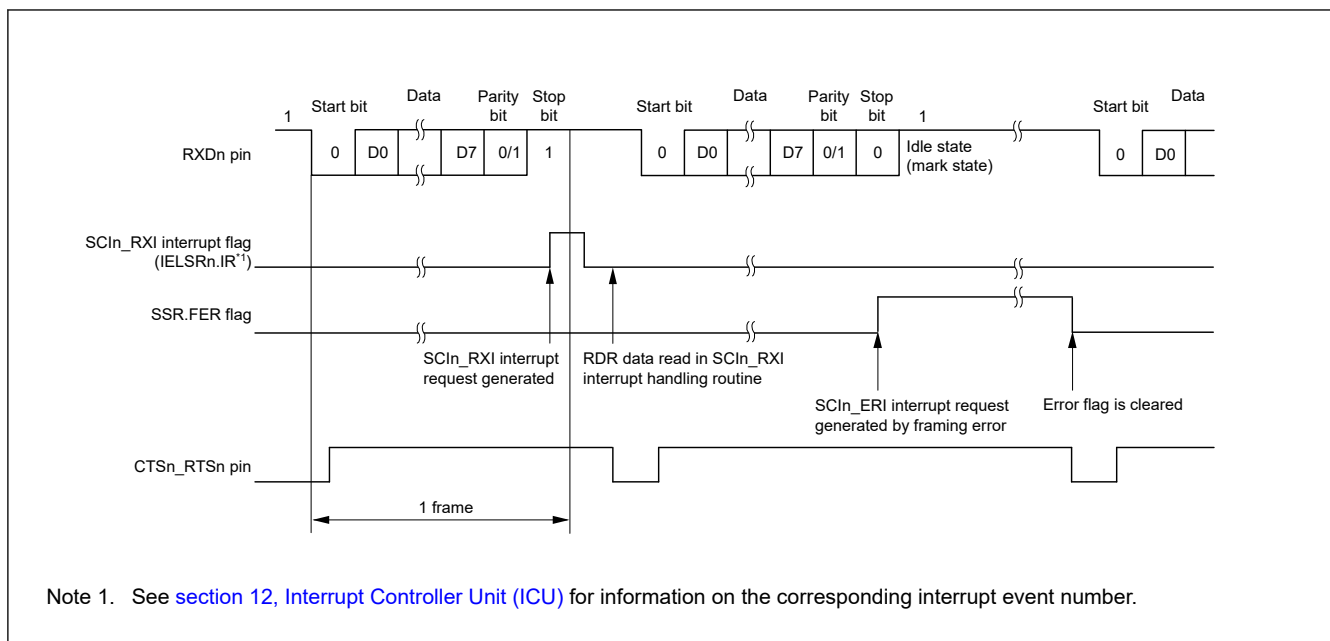 Start bit Data Parity bit Stop bit Start bit Data Parity bit Stop bit Start bit Data
1 1
RXDn pin
0 D0 D7 0/1 1 0 D0 D7 0/1 0 Idle state (mark state) 0 D0
SCIn_RXI interrupt flag
(IELSRn.IR*1)
SSR.FER flag
SCIn_RXI interrupt
request generated
RDR data read in SCIn_RXI
interrupt handling routine
SCIn_ERI interrupt request
generated by framing error
Error flag is cleared
CTSn_RTSn pin
1 frame
Note 1. See section 12, Interrupt Controller Unit (ICU) for information on the corresponding interrupt event number.